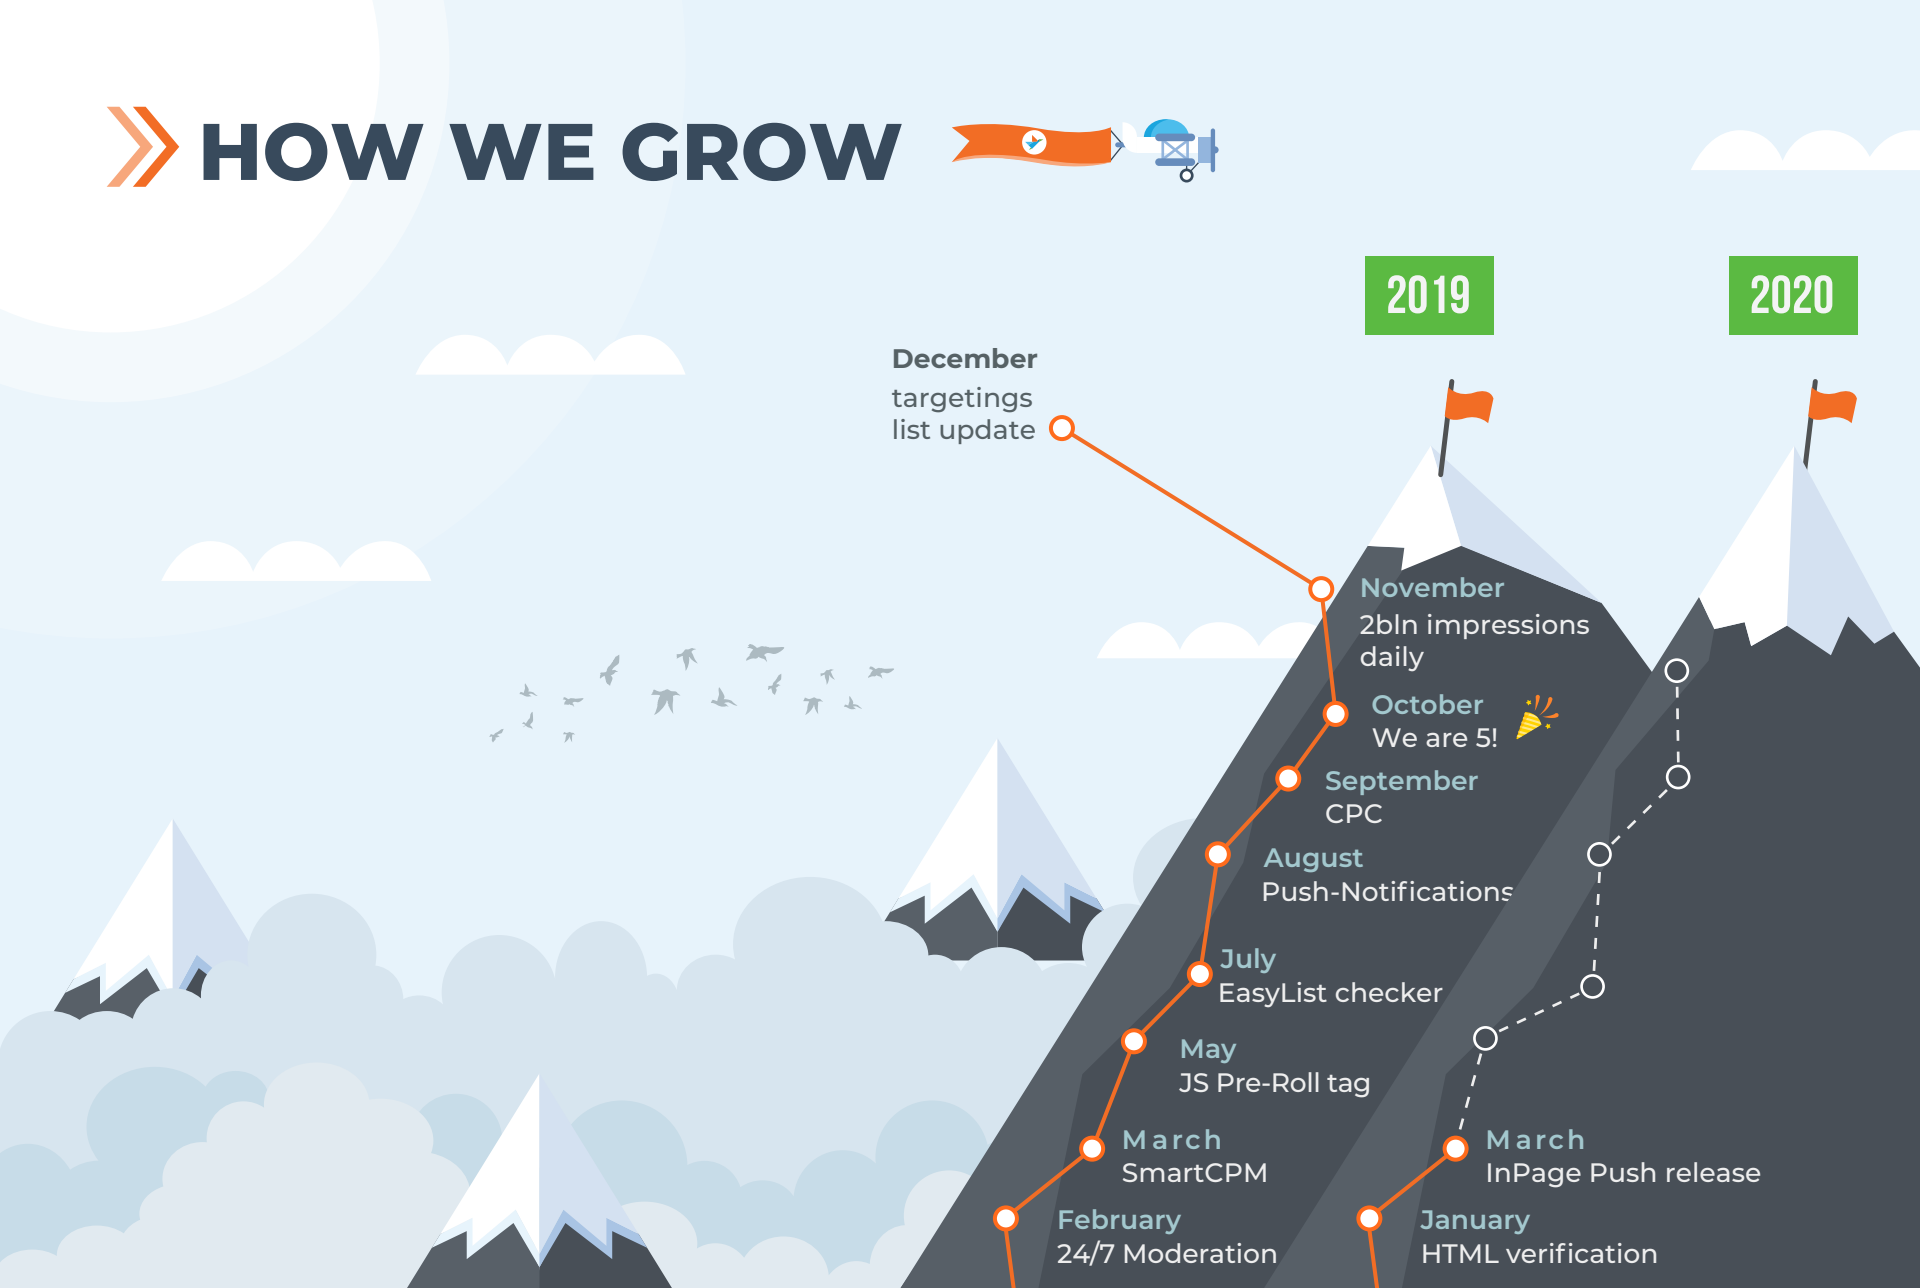 HOW WE GROW
2019
2020
December
targetings
list update
November
2bln impressions
daily
October
We are 5!
September
CPC
August
Push-Notifications
July
EasyList checker
May
JS Pre-Roll tag
March
SmartCPM
February
24/7 Moderation
March
InPage Push release
January
HTML verification